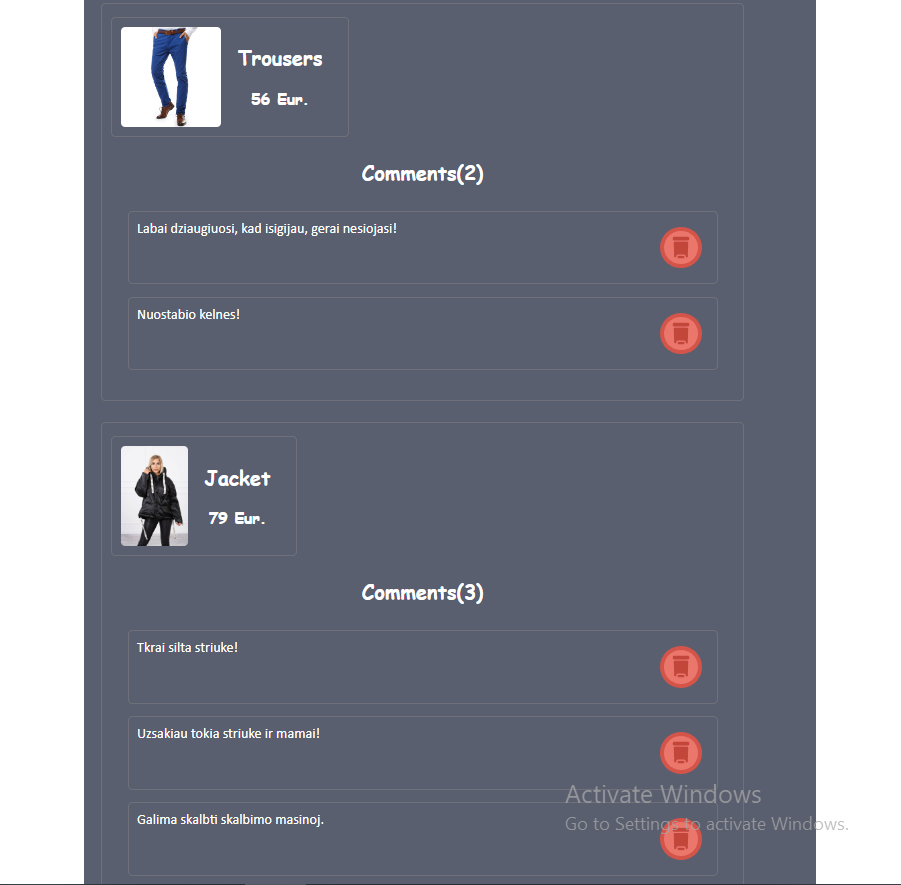 Trousers
56 Eur.
Comments(2)
Labai dziaugiuosi, kad isigijau, gerai nesiojasi!
Nuostabio kelnes!
Jacket
79 Eur.
Comments(3)
Tkrai silta striuke!
Uzsakiau tokia striuke ir mamai!
Activate Windows
Galima skalbti skalbimo masinoj.
Go to Settings to activate Windows.